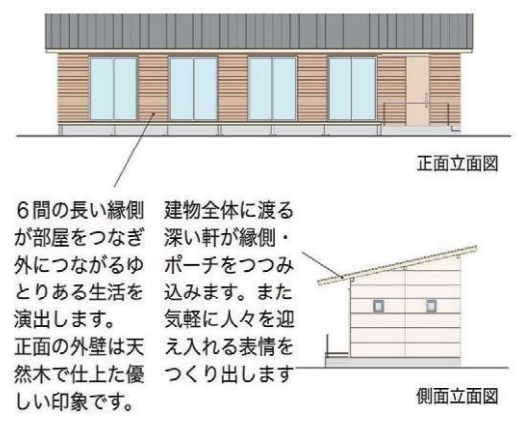 正面立面図
６間の長い縁側
が部屋をつなぎ
外につながるゆ
とりある生活を
演出します。
正面の外壁は天
然木で仕上た優
しい印象です。
建物全体に渡る
深い軒が縁側・
ポーチをつつみ
込みます。また
気軽に人々を迎
え入れる表情を
つくり出します
側面立面図